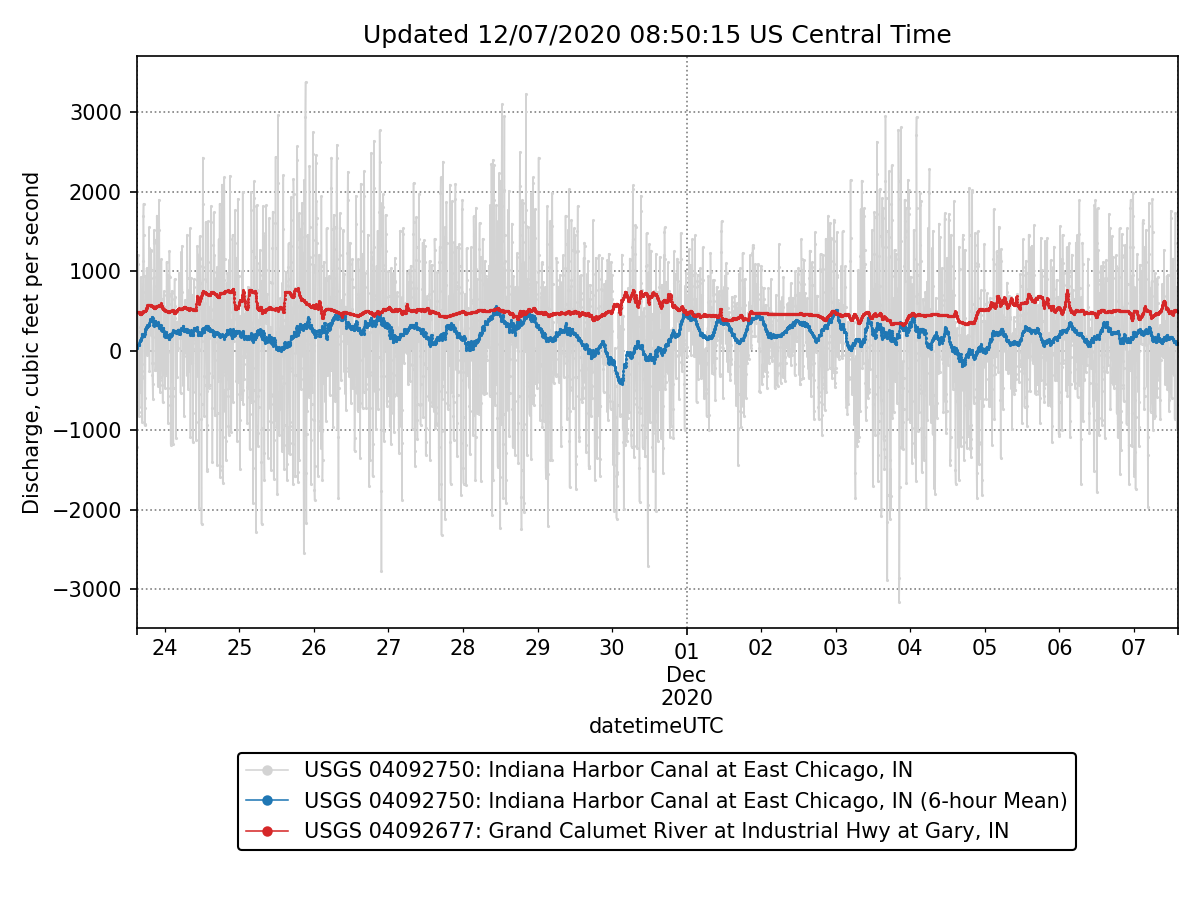 Updated 12/07/2020 08:50:15 US Central Time
Discharge, cubic feet per second
3000
2000
1000
0
−1000
−2000
−3000
24 25 26 27 28 29 30 01 02 03 04 05 06 07
Dec
2020
datetimeUTC
USGS 04092750: Indiana Harbor Canal at East Chicago, IN
USGS 04092750: Indiana Harbor Canal at East Chicago, IN (6-hour Mean)
USGS 04092677: Grand Calumet River at Industrial Hwy at Gary, IN